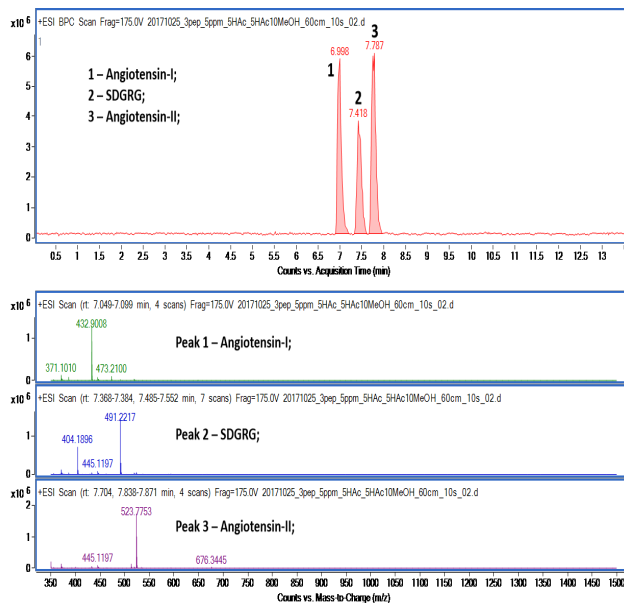 x10 6
+ESI BPC Scan Frag=175.0V 20171025_3pep_5ppm_5HAc_5HAc10MeOH_60cm_10s_02.d
1
6
5
4
3
2
1
0
1 – Angiotensin-I;
2 – SDGRG;
3 – Angiotensin-II;
1
6.998
2
7.418
3
7.787
0.5 1 1.5 2 2.5 3 3.5 4 4.5 5 5.5 6 6.5 7 7.5 8 8.5 9 9.5 10 10.5 11 11.5 12 12.5 13
Counts vs. Acquisition Time (min)
x10 6
+ESI Scan (rt: 7.049-7.099 min, 4 scans) Frag=175.0V 20171025_3pep_5ppm_5HAc_5HAc10MeOH_60cm_10s_02.d
432.9008
1
Peak 1 – Angiotensin-I;
371.1010 473.2100
0
x10 6
+ESI Scan (rt: 7.368-7.384, 7.485-7.552 min, 7 scans) Frag=175.0V 20171025_3pep_5ppm_5HAc_5HAc10MeOH_60cm_10s_02.d
491.2217
1
404.1896
Peak 2 – SDGRG;
445.1197
0
x10 6
+ESI Scan (rt: 7.704, 7.838-7.871 min, 4 scans) Frag=175.0V 20171025_3pep_5ppm_5HAc_5HAc10MeOH_60cm_10s_02.d
2
523.7753
Peak 3 – Angiotensin-II;
1
445.1197 676.3445
0
350 400 450 500 550 600 650 700 750 800 850 900 950 1000 1050 1100 1150 1200 1250 1300 1350 1400 1450 1500
Counts vs. Mass-to-Charge (m/z)